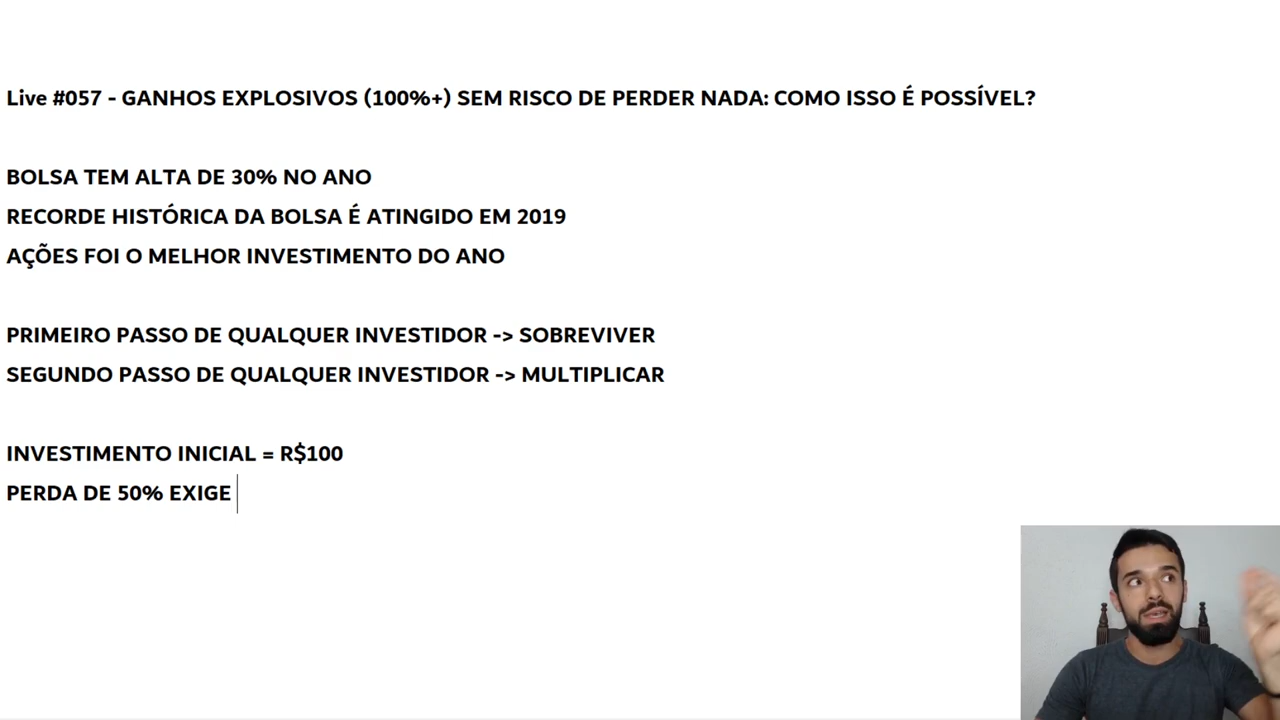 Live #057 - GANHOS EXPLOSIVOS (100%+) SEM RISCO DE PERDER NADA: COMO ISSO É POSSÍVEL?
BOLSA TEM ALTA DE 30% NO ANO
RECORDE HISTÓRICA DA BOLSA É ATINGIDO EM 2019
AÇÕES FOI O MELHOR INVESTIMENTO DO ANO
PRIMEIRO PASSO DE QUALQUER INVESTIDOR -> SOBREVIVER
SEGUNDO PASSO DE QUALQUER INVESTIDOR -> MULTIPLICAR
INVESTIMENTO INICIAL = R$100
PERDA DE 50% EXIGE